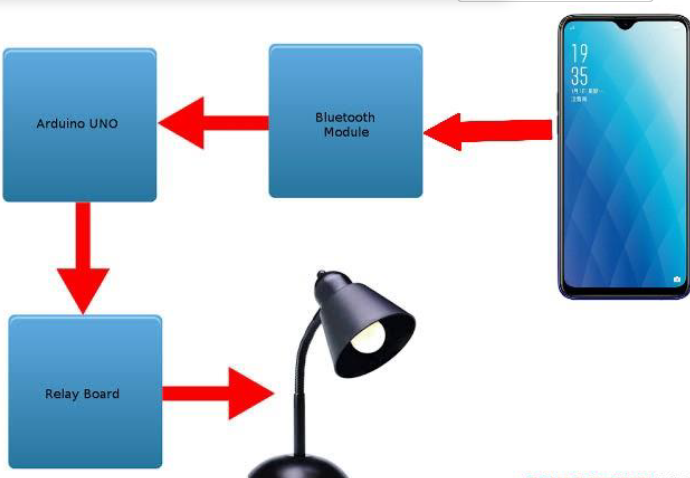 19
35
Arduino UNO
Bluetooth
Module
Relay Board